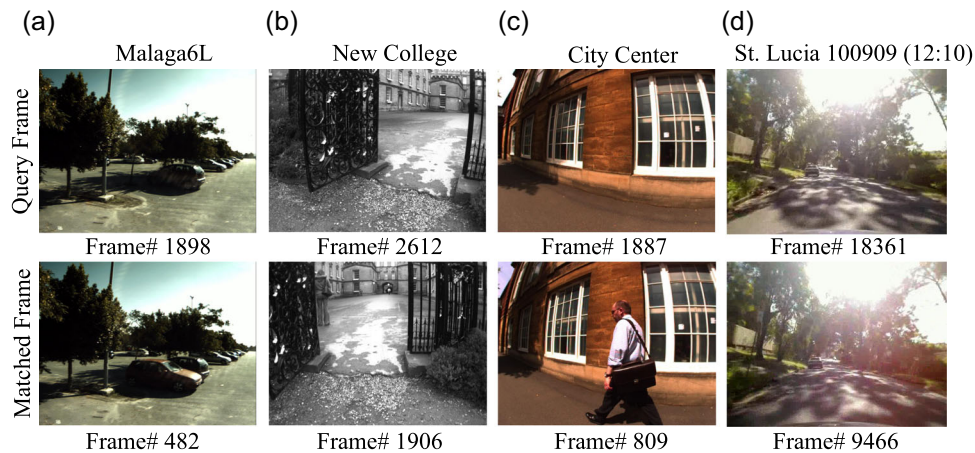 (a) (b) (c) (d)
Malaga6L New College City Center St. Lucia 100909 (12:10)
Query Frame
Frame# 1898 Frame# 2612 Frame# 1887 Frame# 18361
Matched Frame
Frame# 482 Frame# 1906 Frame# 809 Frame# 9466